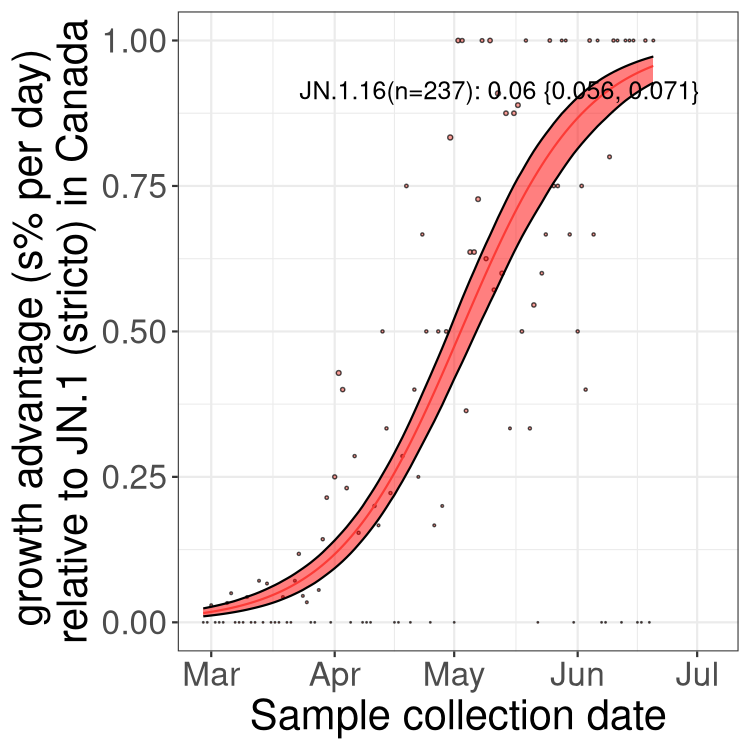 growth advantage (s% per day)
relative to JN.1 (stricto) in Canada
1.00
0.75
0.50
0.25
0.00
JN.1.16(n=237): 0.06 {0.056, 0.071}
Mar Apr May Jun Jul
Sample collection date